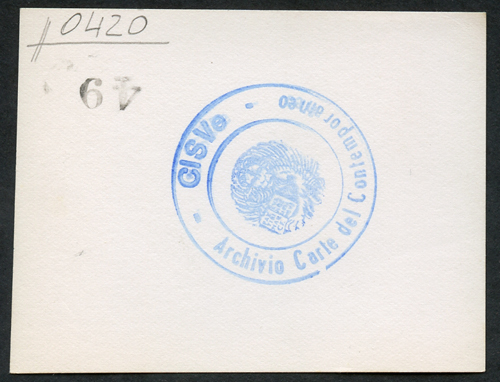 //0420
49
- CISVe -
Archivio Carte del Contemporaneo